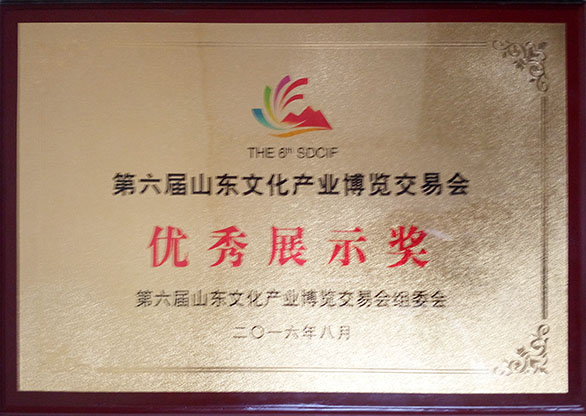 THE 6th SDCIF
第六届山东文化产业博览交易会
优秀展示奖
第六届山东文化产业博览交易会组委会
二〇一六年八月